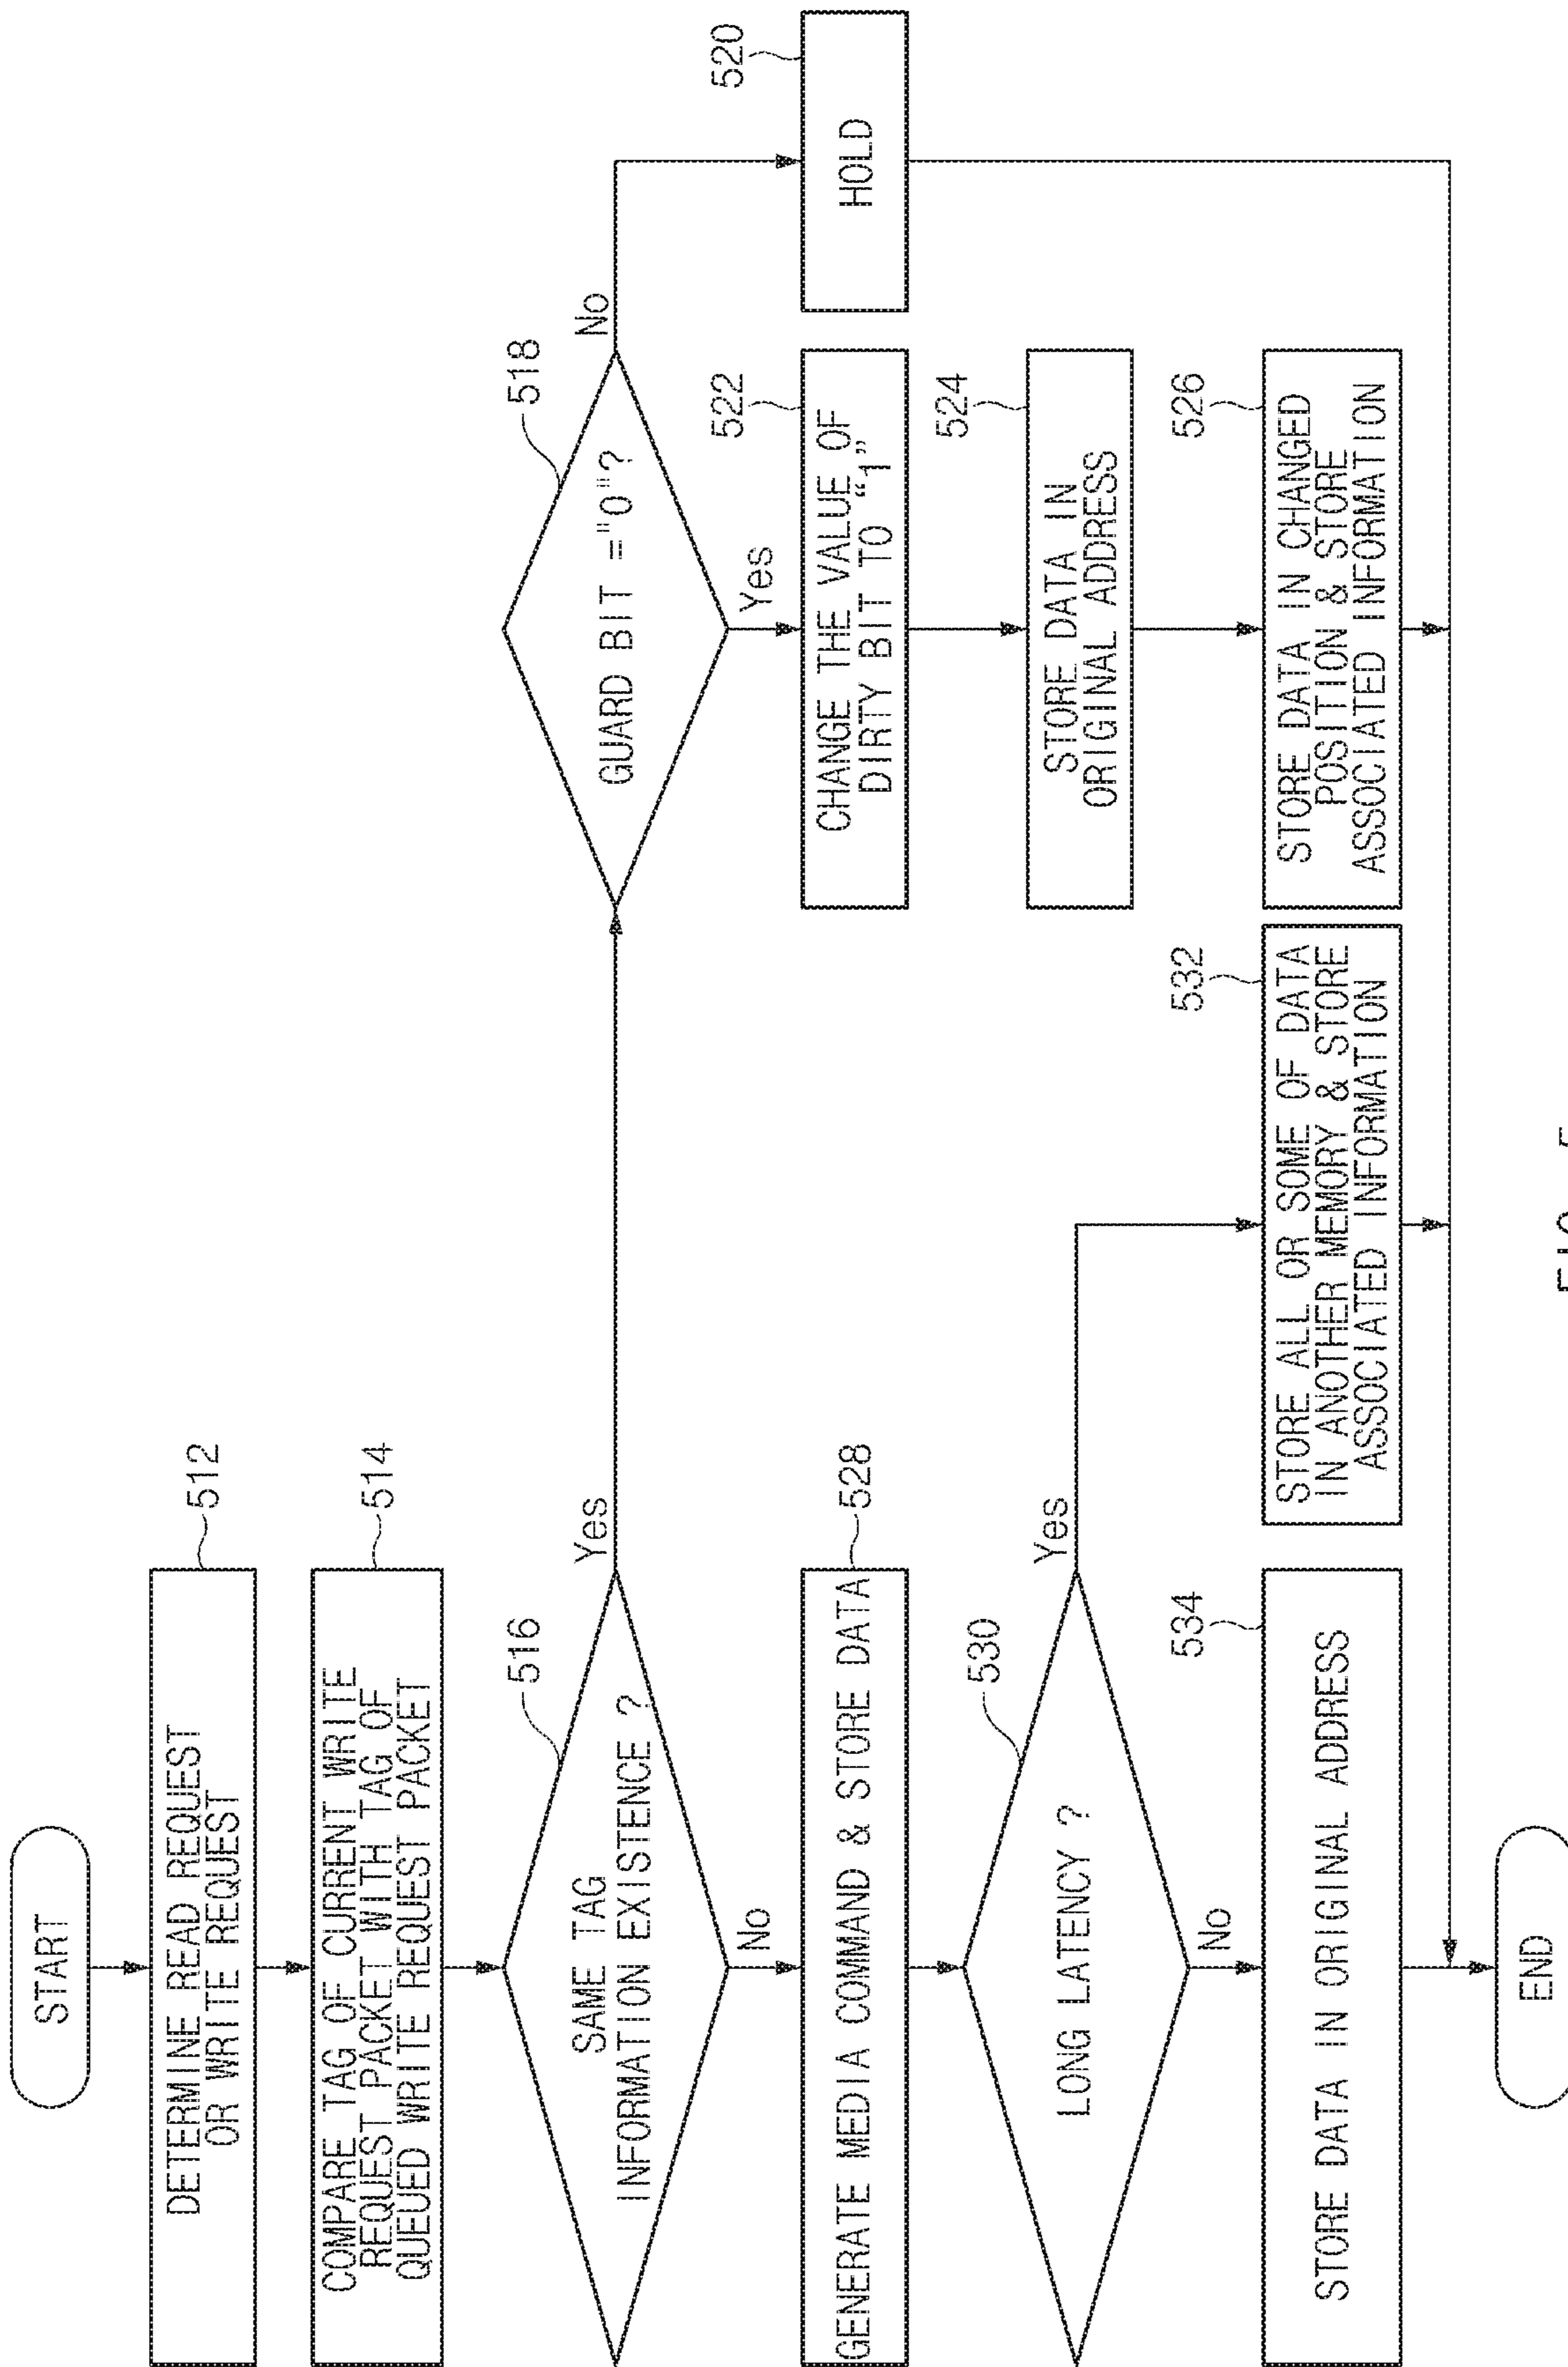 START
DETERMINE READ REQUEST
OR WRITE REQUEST
512
COMPARE TAG OF CURRENT WRITE
REQUEST PACKET WITH TAG OF
QUEUED WRITE REQUEST PACKET
514
SAME TAG
INFORMATION EXISTENCE ?
516
Yes
No
GUARD BIT ="0"?
518
No
Yes
HOLD
520
CHANGE THE VALUE OF
DIRTY BIT TO “1”
522
STORE DATA IN
ORIGINAL ADDRESS
524
STORE DATA IN CHANGED
POSITION & STORE
ASSOCIATED INFORMATION
526
GENERATE MEDIA COMMAND & STORE DATA
528
LONG LATENCY ?
530
Yes
No
STORE ALL OR SOME OF DATA
IN ANOTHER MEMORY & STORE
ASSOCIATED INFORMATION
532
STORE DATA IN ORIGINAL ADDRESS
534
END